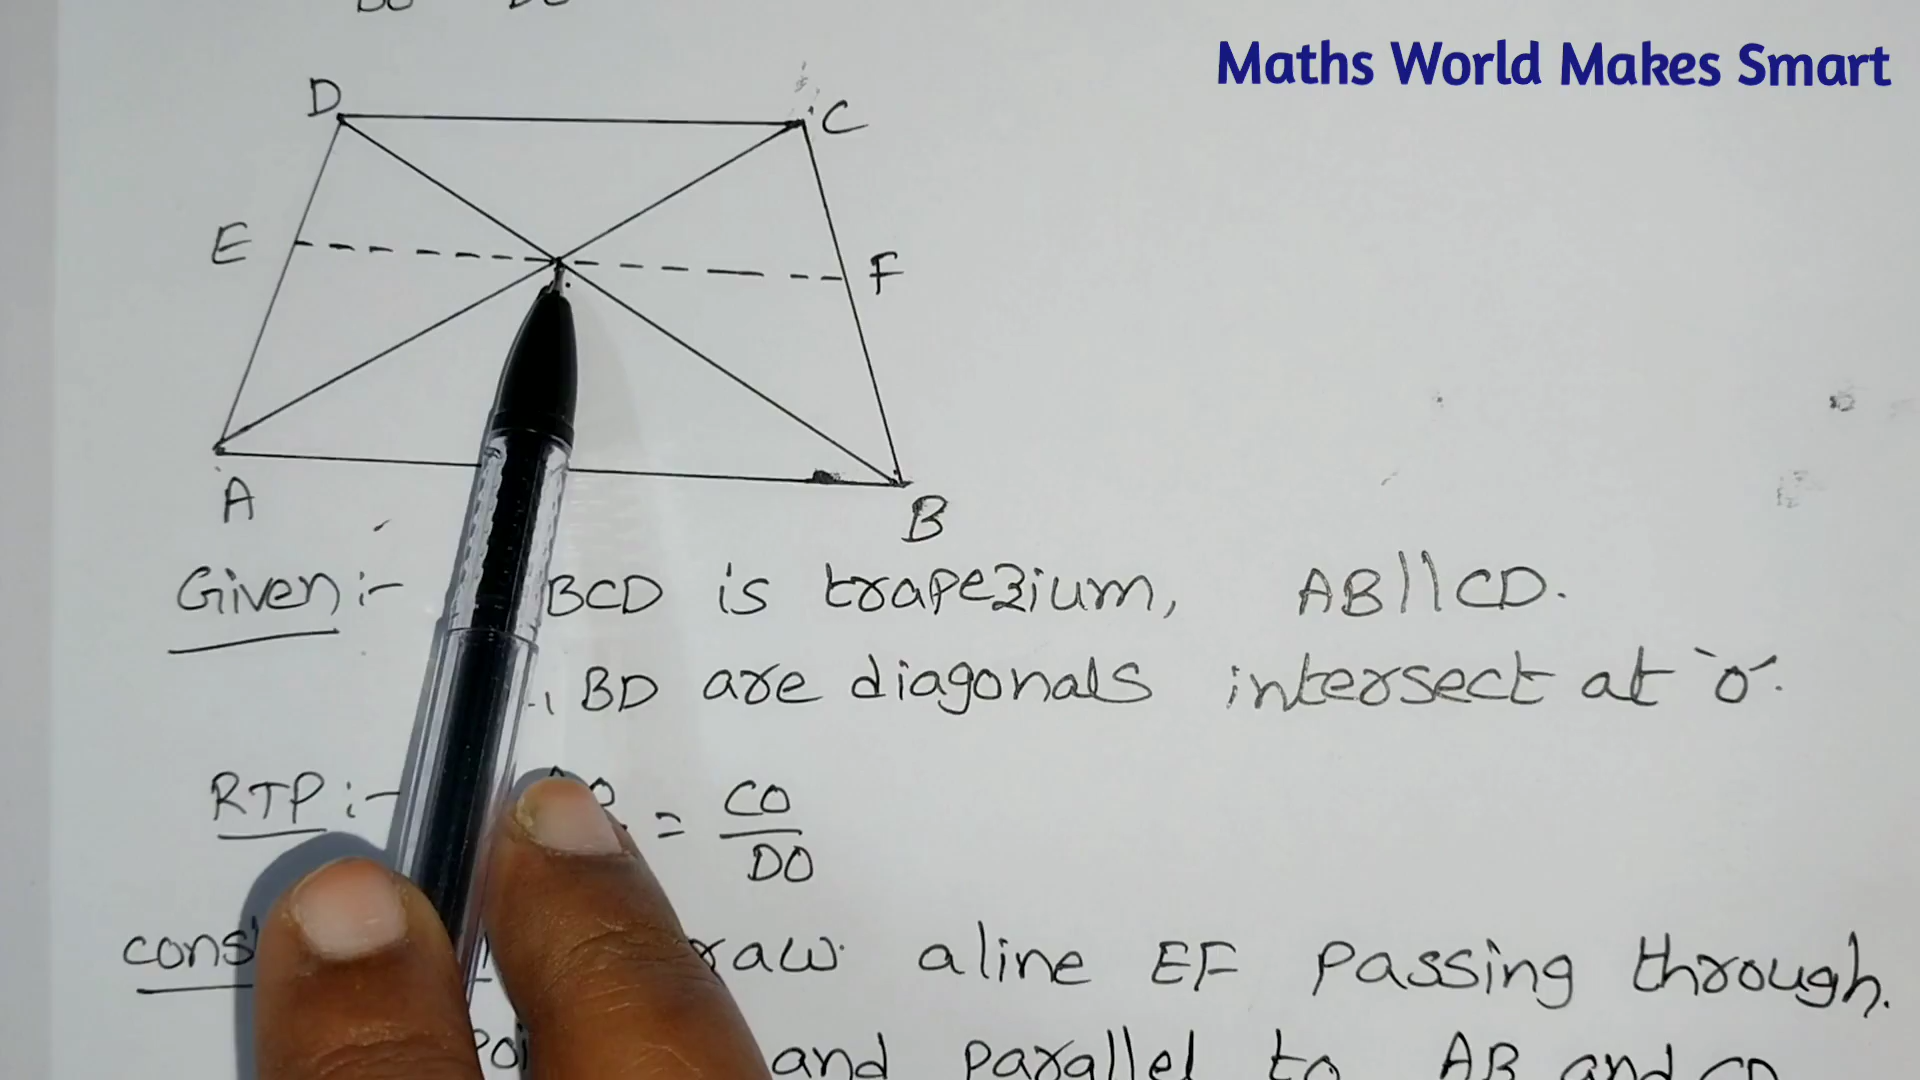 Maths World Makes Smart
D
C
E
F
A
B
Given :- BCD is trapezium, AB||CD.
, BD are diagonals intersect at 'O'.
RTP :- = CO
DO
a line EF passing through
and parallel to AB and CD